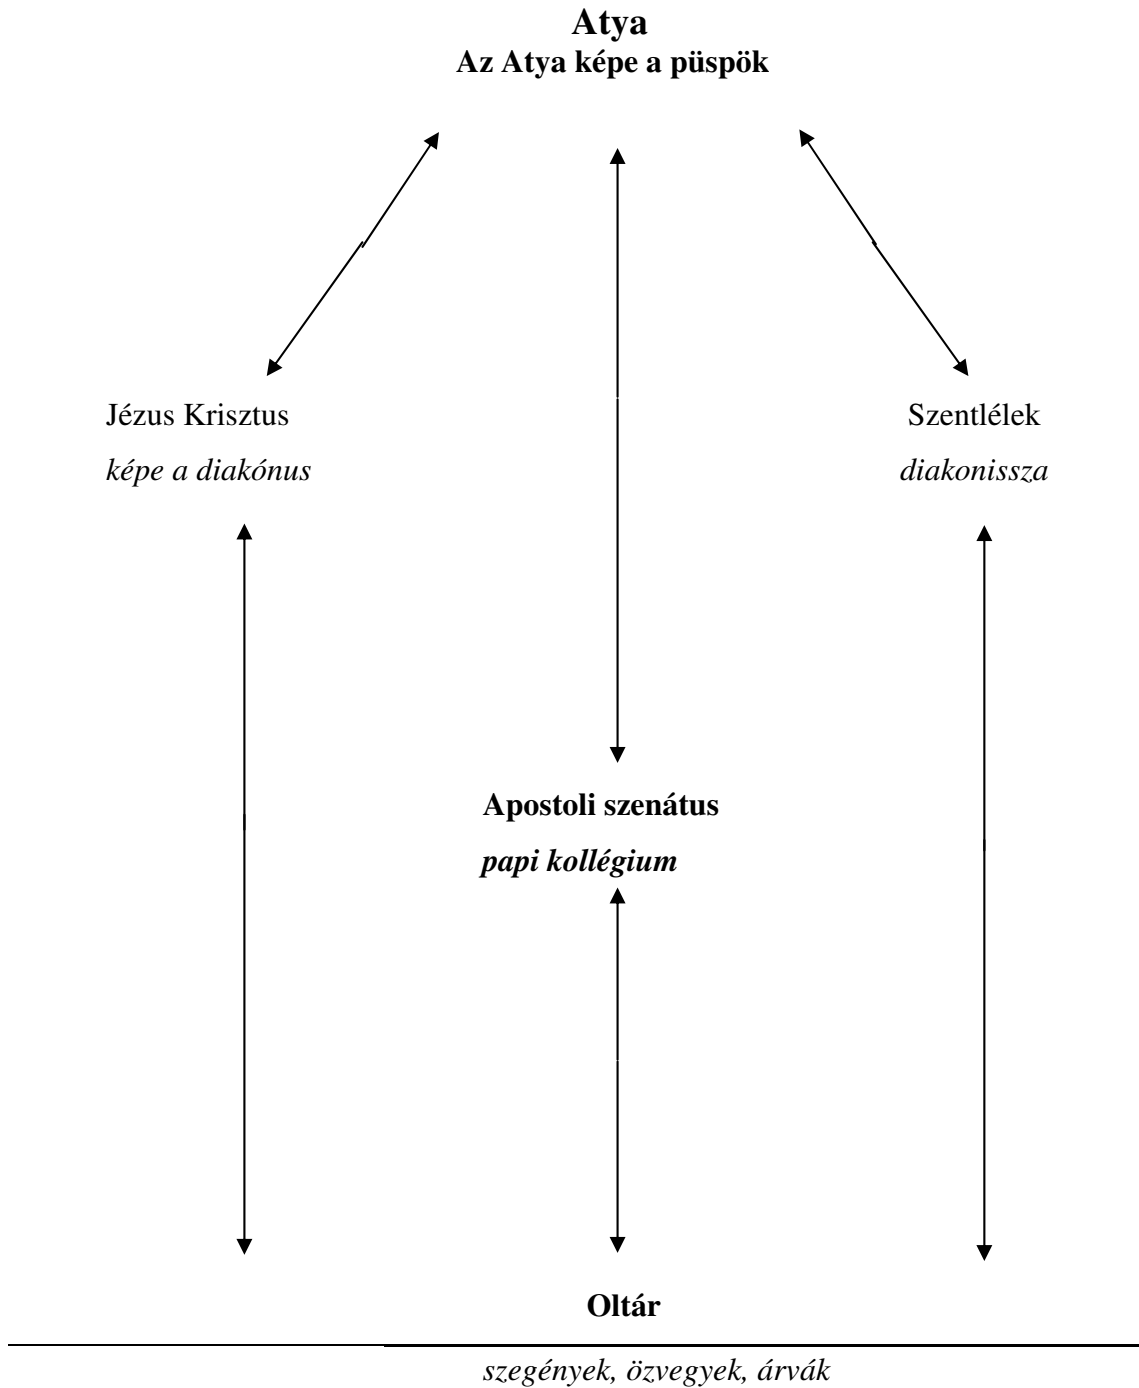 Atya
Az Atya képe a püspök
Jézus Krisztus
képe a diakónus
Szentlélek
diakonissza
Apostoli szenátus
papi kollégium
Oltár
szegények, özvegyek, árvák